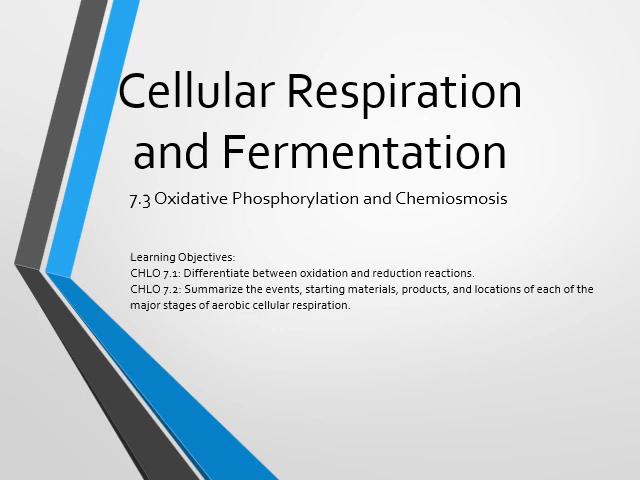 Cellular Respiration
and Fermentation
7.3 Oxidative Phosphorylation and Chemiosmosis
Learning Objectives:
CHLO 7.1: Differentiate between oxidation and reduction reactions.
CHLO 7.2: Summarize the events, starting materials, products, and locations of each of the
major stages of aerobic cellular respiration.